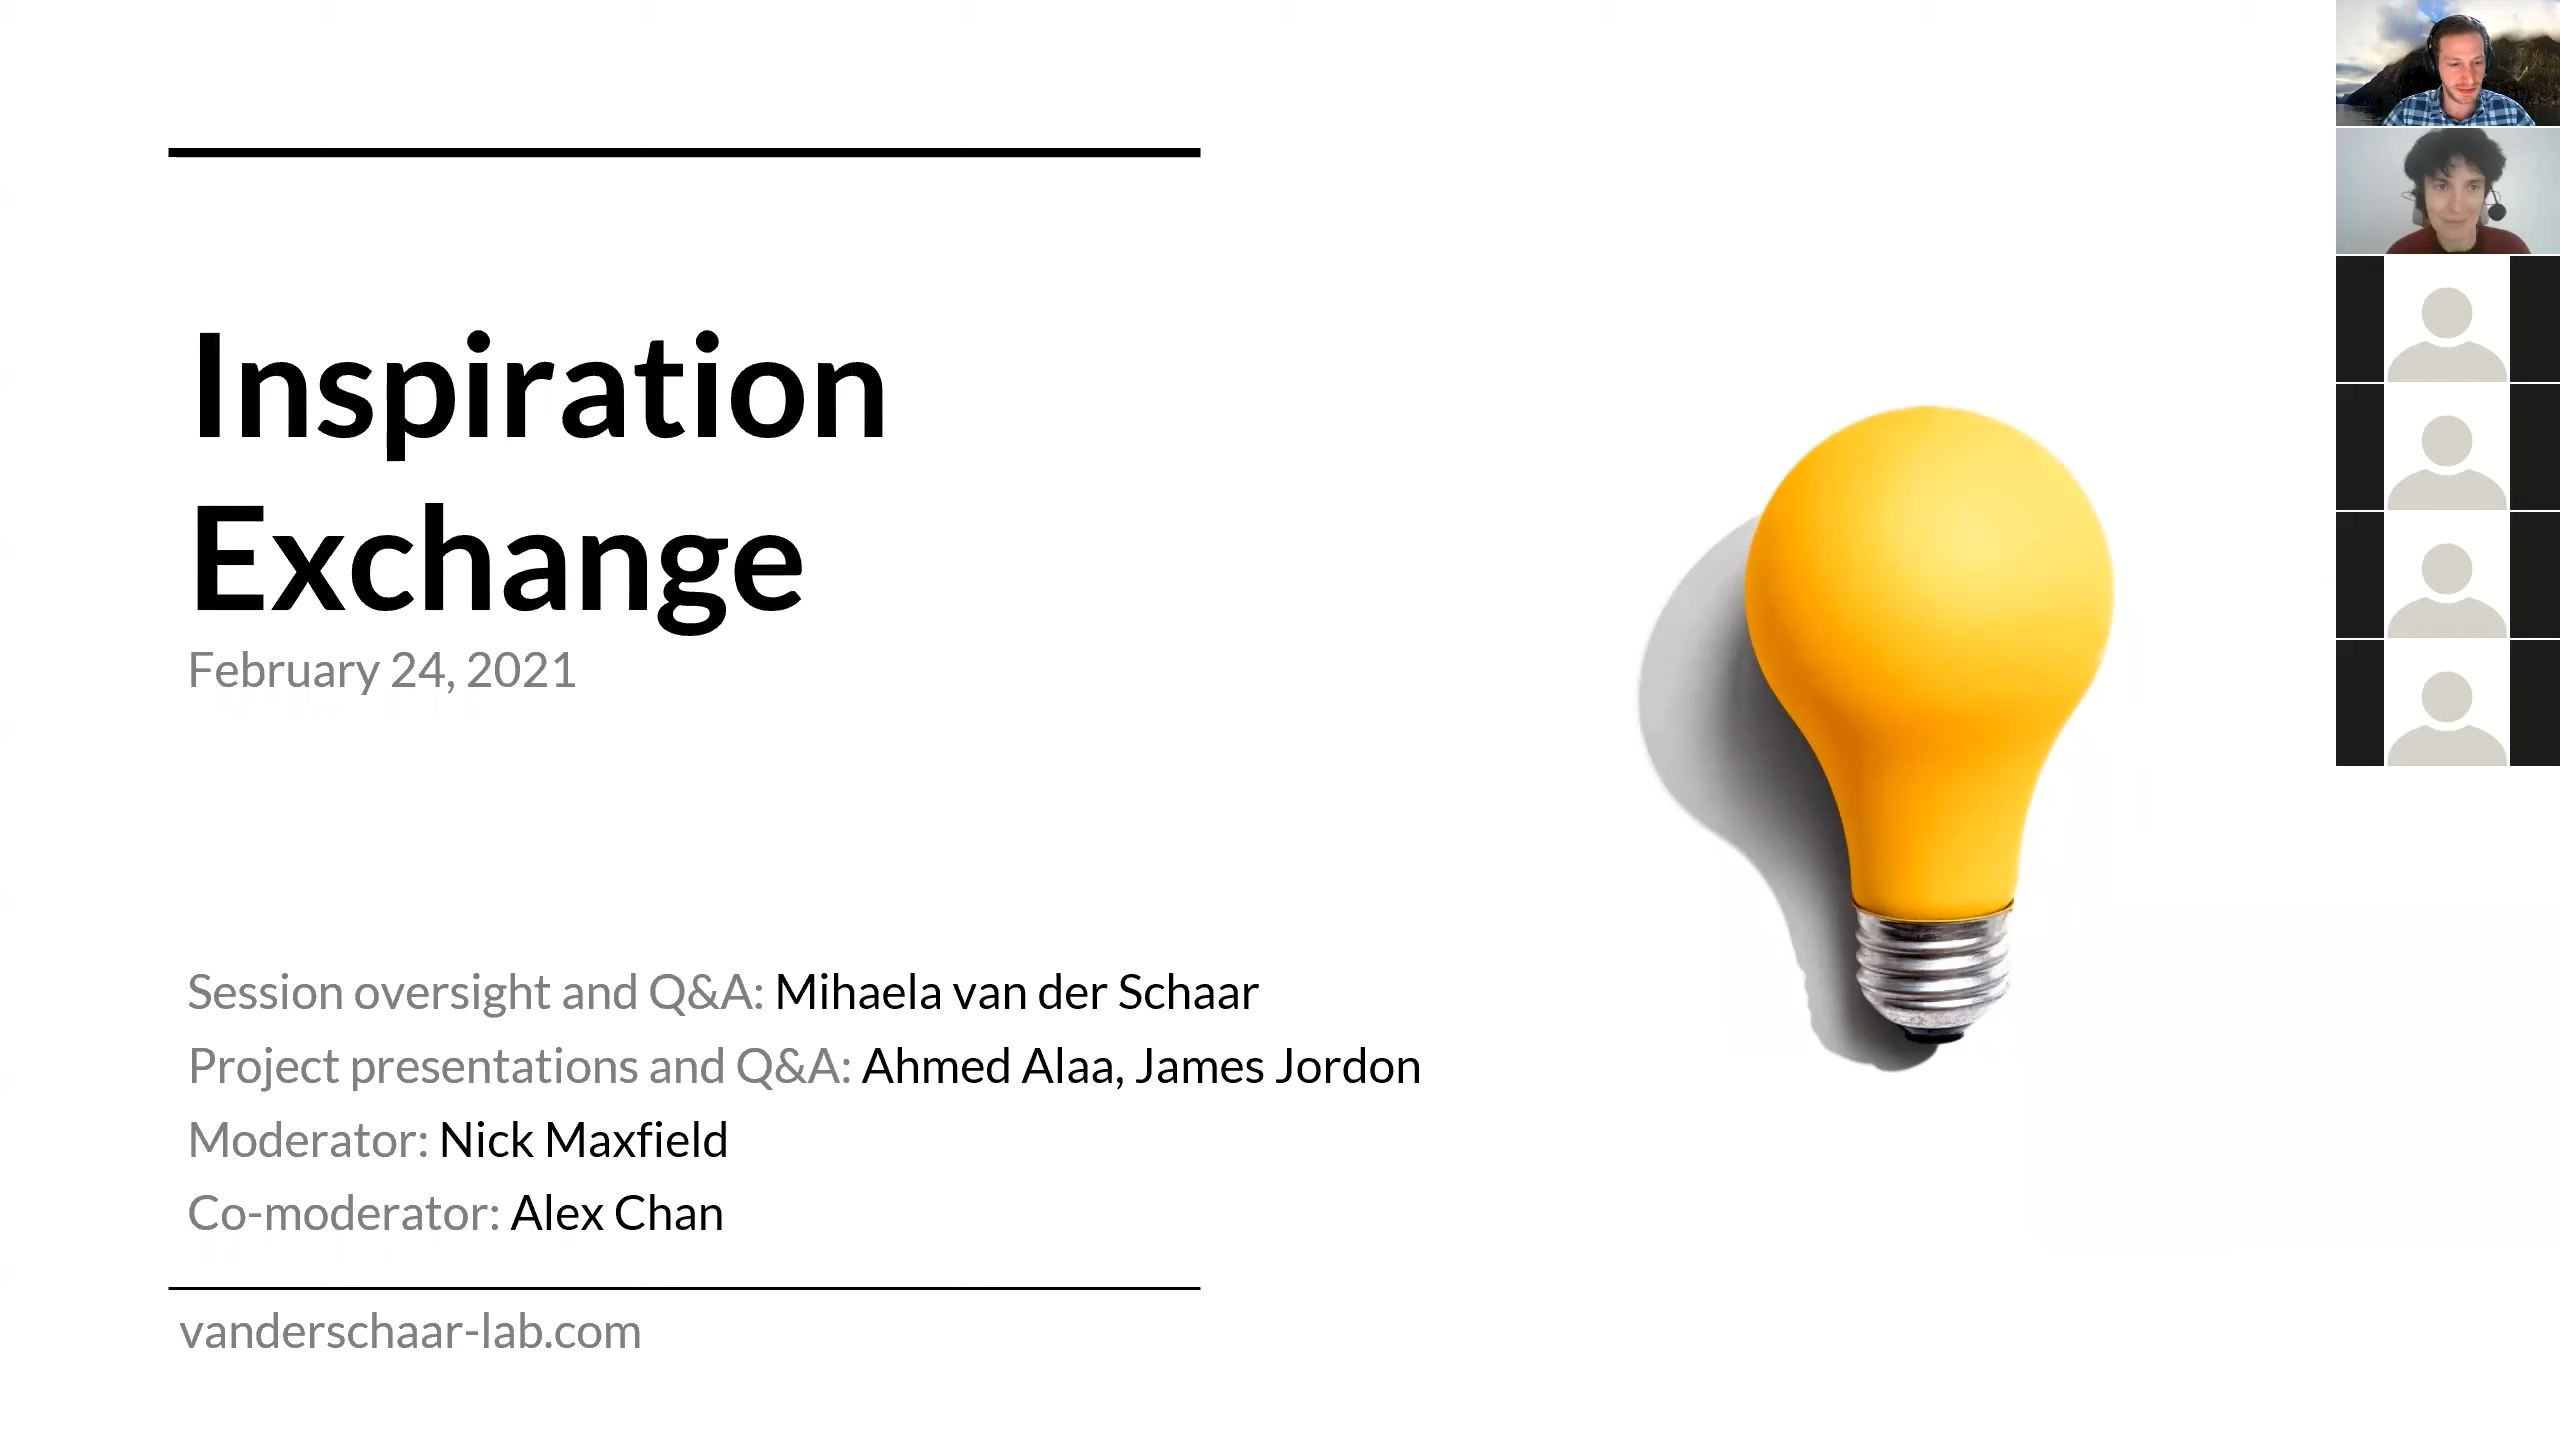 Inspiration
Exchange
February 24, 2021
Session oversight and Q&A: Mihaela van der Schaar
Project presentations and Q&A: Ahmed Alaa, James Jordon
Moderator: Nick Maxfield
Co-moderator: Alex Chan
vanderschaar-lab.com